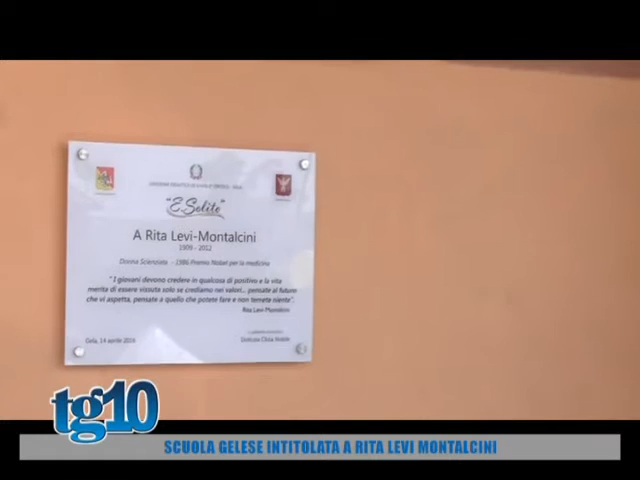 "E. Solito"
A Rita Levi-Montalcini
1909 - 2012
Donna Scienziata - 1986 Premio Nobel per la medicina
"I giovani devono credere in qualcosa di positivo e la vita
merita di essere vissuta solo se crediamo nei valori... pensate al futuro
che vi aspetta, pensate a quello che potete fare e non temete niente".
Rita Levi Montalcini
Gela, 14 aprile 2016
tg10
SCUOLA GELESE INTITOLATA A RITA LEVI MONTALCINI